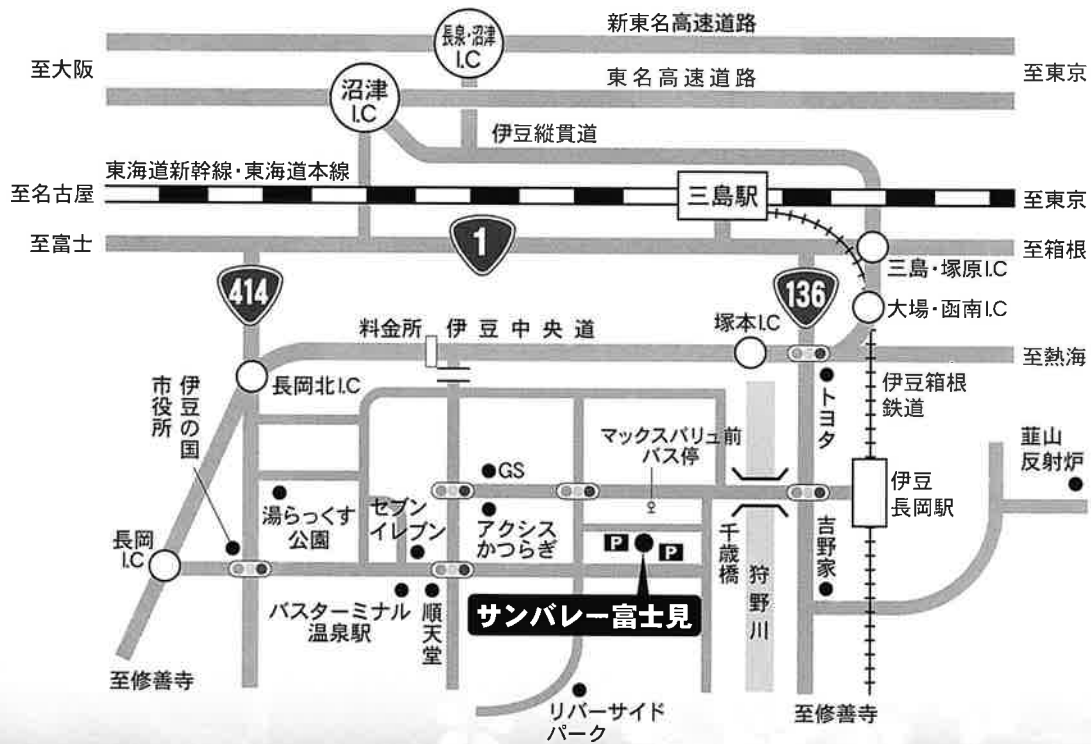 新東名高速道路
長泉・沼津
I.C
至大阪
至東京
東名高速道路
沼津
I.C
伊豆縦貫道
東海道新幹線・東海道本線
至名古屋
三島駅
至東京
至富士
1
至箱根
三島・塚原I.C
414
136
大場・函南I.C
料金所
伊豆中央道
塚本I.C
至熱海
長岡北I.C
伊豆の国
市役所
トヨタ
伊豆箱根
鉄道
マックスバリュ前
バス停
韮山
反射炉
GS
伊豆
長岡駅
湯らっくす
公園
セブン
イレブン
アクシス
かつらぎ
千歳橋
吉野家
長岡
I.C
P
P
狩野川
サンバレー富士見
バスターミナル
温泉駅
順天堂
至修善寺
リバーサイド
パーク
至修善寺